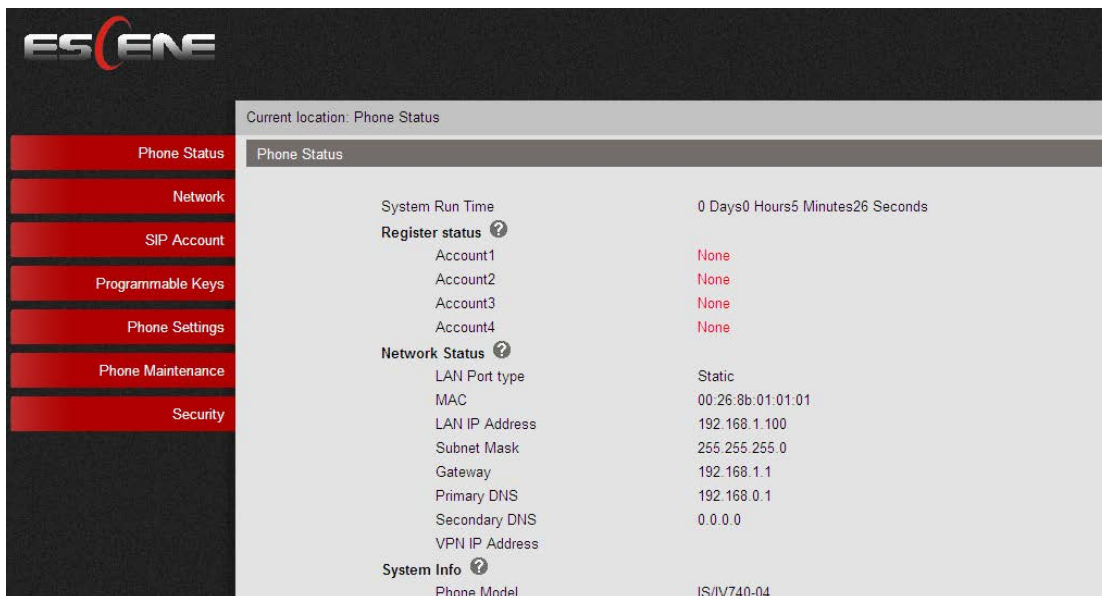 ESCENE
Current location: Phone Status
Phone Status
Network
SIP Account
Programmable Keys
Phone Settings
Phone Maintenance
Security
Phone Status
System Run Time 0 Days0 Hours5 Minutes26 Seconds
Register status ?
Account1 None
Account2 None
Account3 None
Account4 None
Network Status ?
LAN Port type Static
MAC 00:26:8b:01:01:01
LAN IP Address 192.168.1.100
Subnet Mask 255.255.255.0
Gateway 192.168.1.1
Primary DNS 192.168.0.1
Secondary DNS 0.0.0.0
VPN IP Address
System Info ?
Phone Model IS/IV740-04